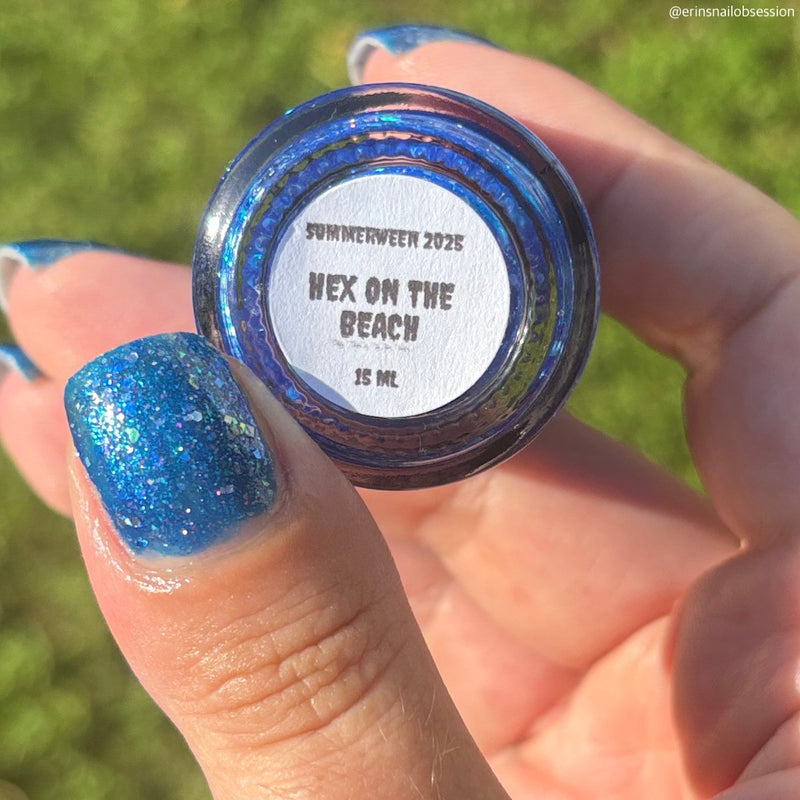 @erinsnailobsession
SUMMERWEEN 2025
HEX ON THE
BEACH
15 ML